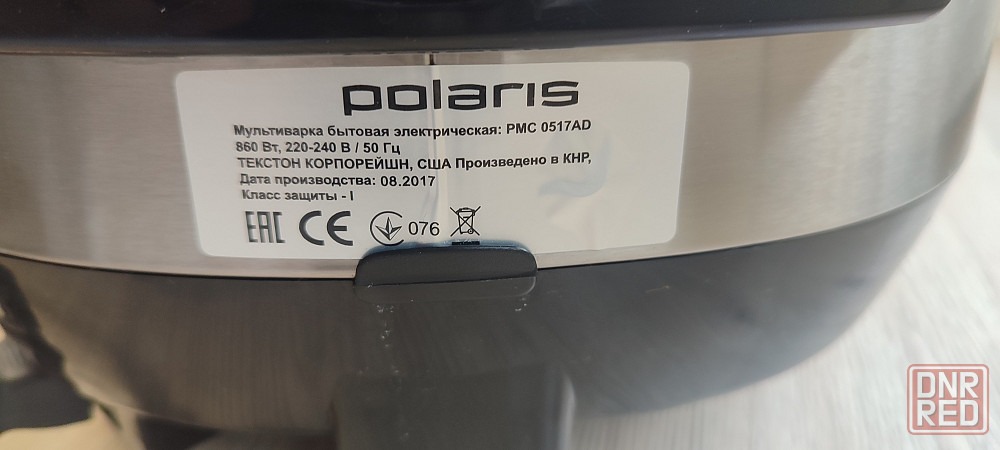 polaris
Мультиварка бытовая электрическая: PMC 0517AD
860 Вт, 220-240 В / 50 Гц
ТЕКСТОН КОРПОРЕЙШН, США Произведено в КНР,
Дата производства: 08.2017
Класс защиты - I
EAC CE 076
DNR
RED